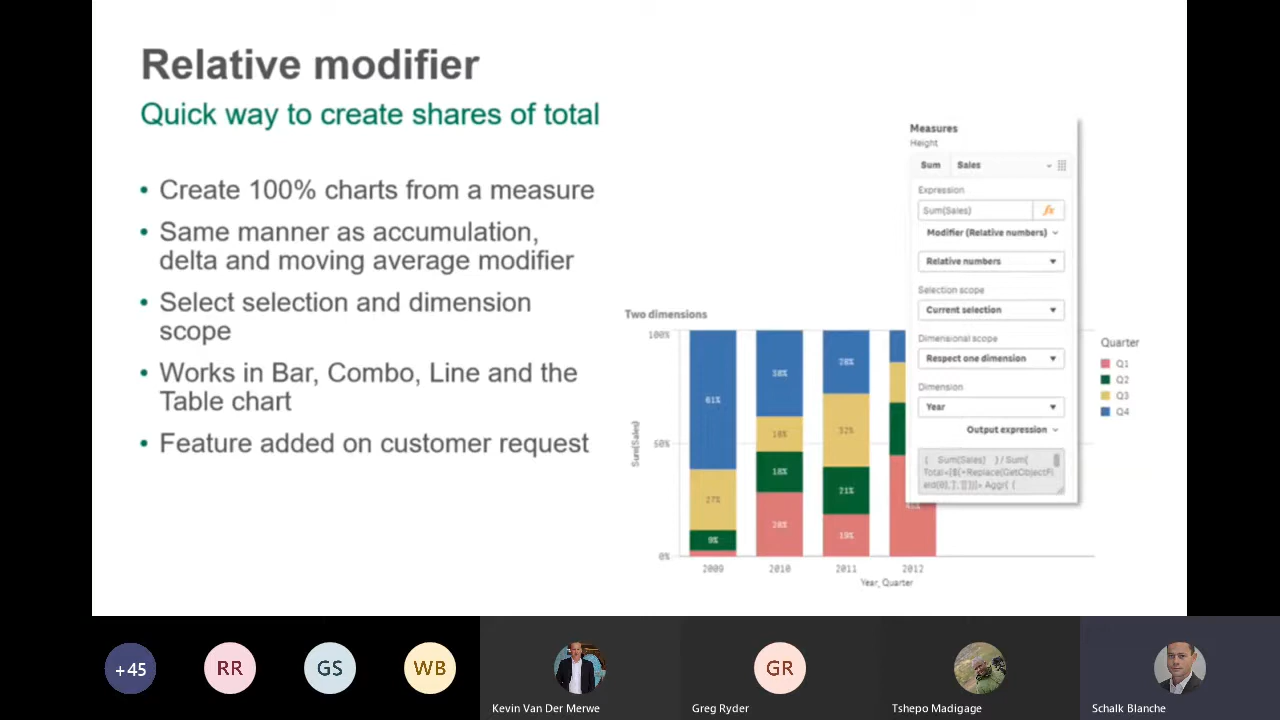 Relative modifier
Quick way to create shares of total
• Create 100% charts from a measure
• Same manner as accumulation,
delta and moving average modifier
• Select selection and dimension
scope
• Works in Bar, Combo, Line and the
Table chart
• Feature added on customer request
Measures
Height
Sum Sales
Expression
Sum(Sales)
fx
Modifier (Relative numbers)
Relative numbers
Selection scope
Current selection
Dimensional scope
Respect one dimension
Dimension
Year
Output expression
( Sum(Sales) ) / Sum(
Two dimensions
100%
50%
0%
Sum(Sales)
61%
27%
9%
38%
18%
28%
28%
32%
21%
19%
2009
2010
2011
2012
Year, Quarter
Quarter
Q1
Q2
Q3
Q4
+45
RR
GS
WB
GR
Kevin Van Der Merwe
Greg Ryder
Tshepo Madigage
Schalk Blanche